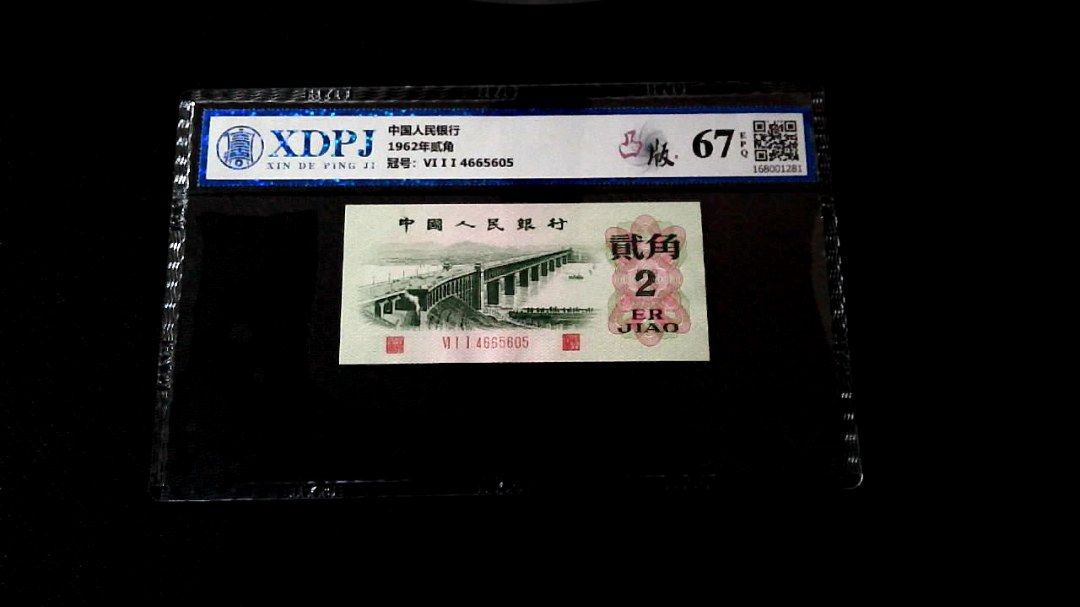 XDPJ
XIN DE PING JI
中国人民银行
1962年贰角
冠号: VI I I 4665605
凸版
67
EPQ
168001281
中國人民銀行
貳角
2
ER
JIAO
VI I I 4665605